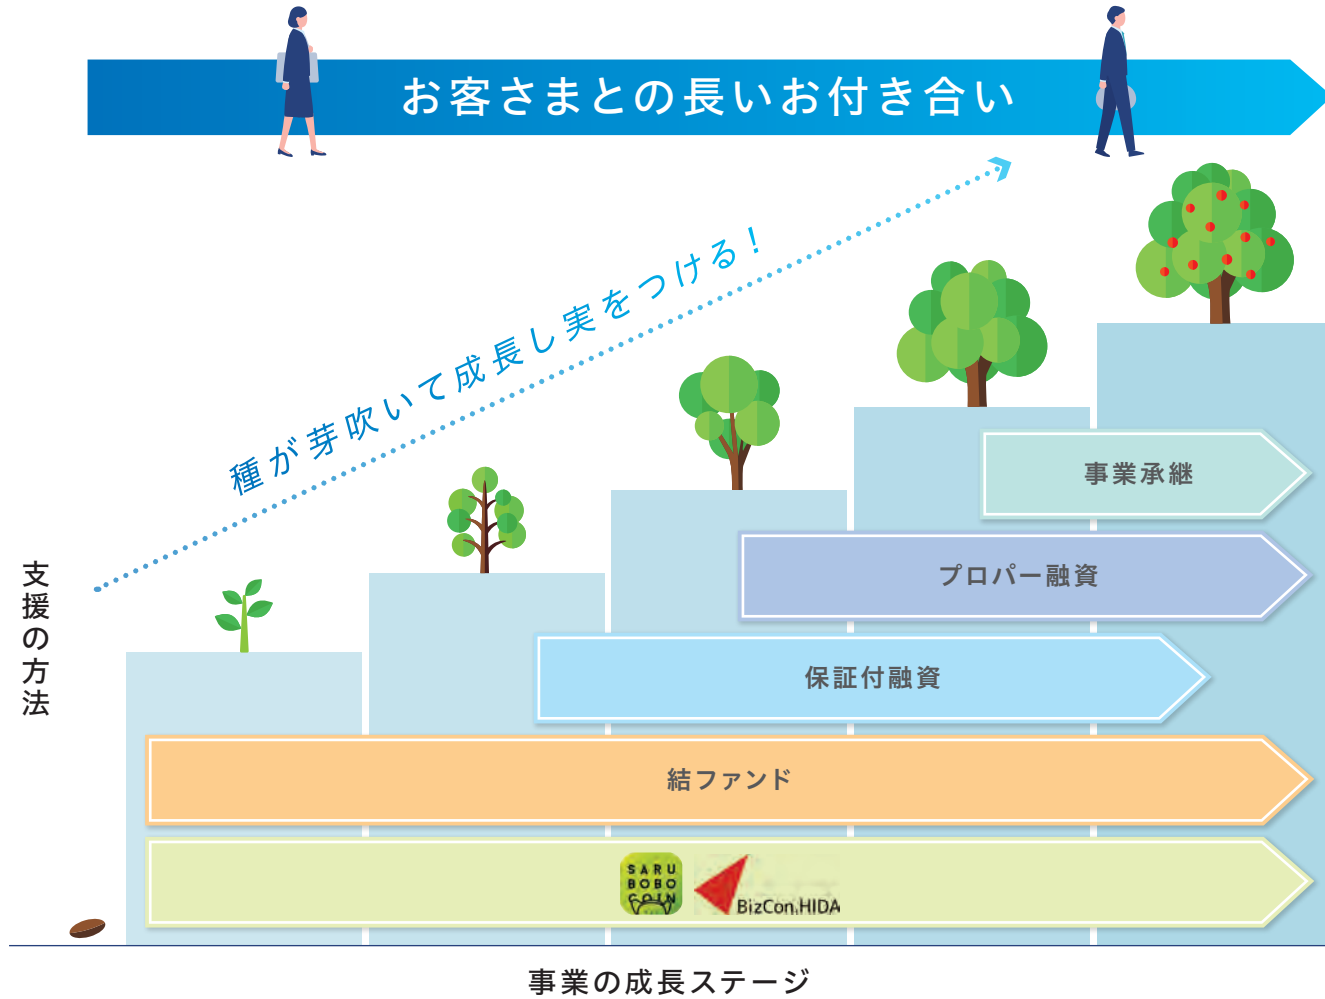 お客さまとの長いお付き合い
種が芽吹いて成長し実をつける！
支援の方法
事業承継
プロパー融資
保証付融資
結ファンド
SARU
BOBO
COIN
BizCon.HIDA
事業の成長ステージ